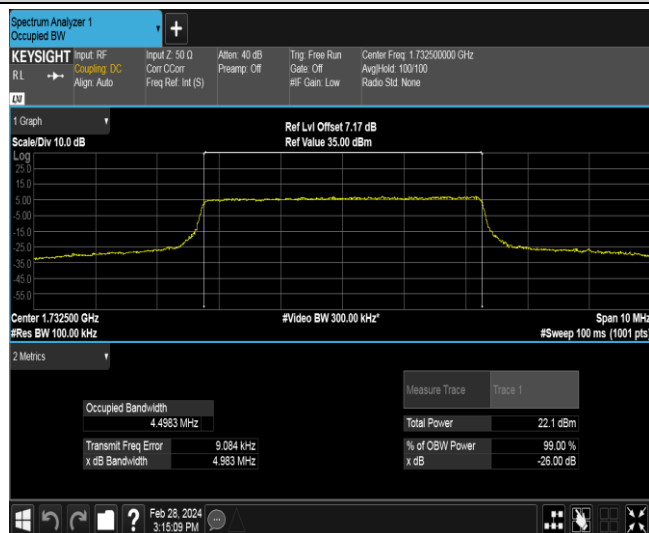 Spectrum Analyzer 1
Occupied BW
KEYSIGHT
RL
LXI
Input: RF
Coupling: DC
Align: Auto
Input Z: 50 Ω
Corr CCorr
Freq Ref: Int (S)
Atten: 40 dB
Preamp: Off
Trig: Free Run
Gate: Off
#IF Gain: Low
Center Freq: 1.732500000 GHz
Avg|Hold: 100/100
Radio Std: None
1 Graph
Scale/Div 10.0 dB
Ref Lvl Offset 7.17 dB
Ref Value 35.00 dBm
Log
25.0
15.0
5.00
-5.00
-15.0
-25.0
-35.0
-45.0
-55.0
Center 1.732500 GHz
#Video BW 300.00 kHz*
Span 10 MHz
#Res BW 100.00 kHz
#Sweep 100 ms (1001 pts)
2 Metrics
Measure Trace Trace 1
Occupied Bandwidth
4.4983 MHz
Total Power 22.1 dBm
Transmit Freq Error 9.084 kHz
% of OBW Power 99.00 %
x dB Bandwidth 4.983 MHz
x dB -26.00 dB
?
Feb 28, 2024
3:15:09 PM